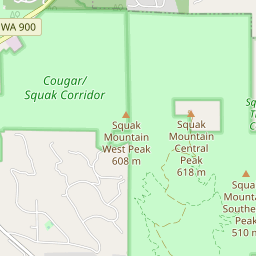 WA 900
Cougar/
Squak Corridor
Squak
Mountain
West Peak
608 m
Squak
Mountain
Central
Peak
618 m
Sq
T
C
Squa
Mountain
Southe
Peak
510 m